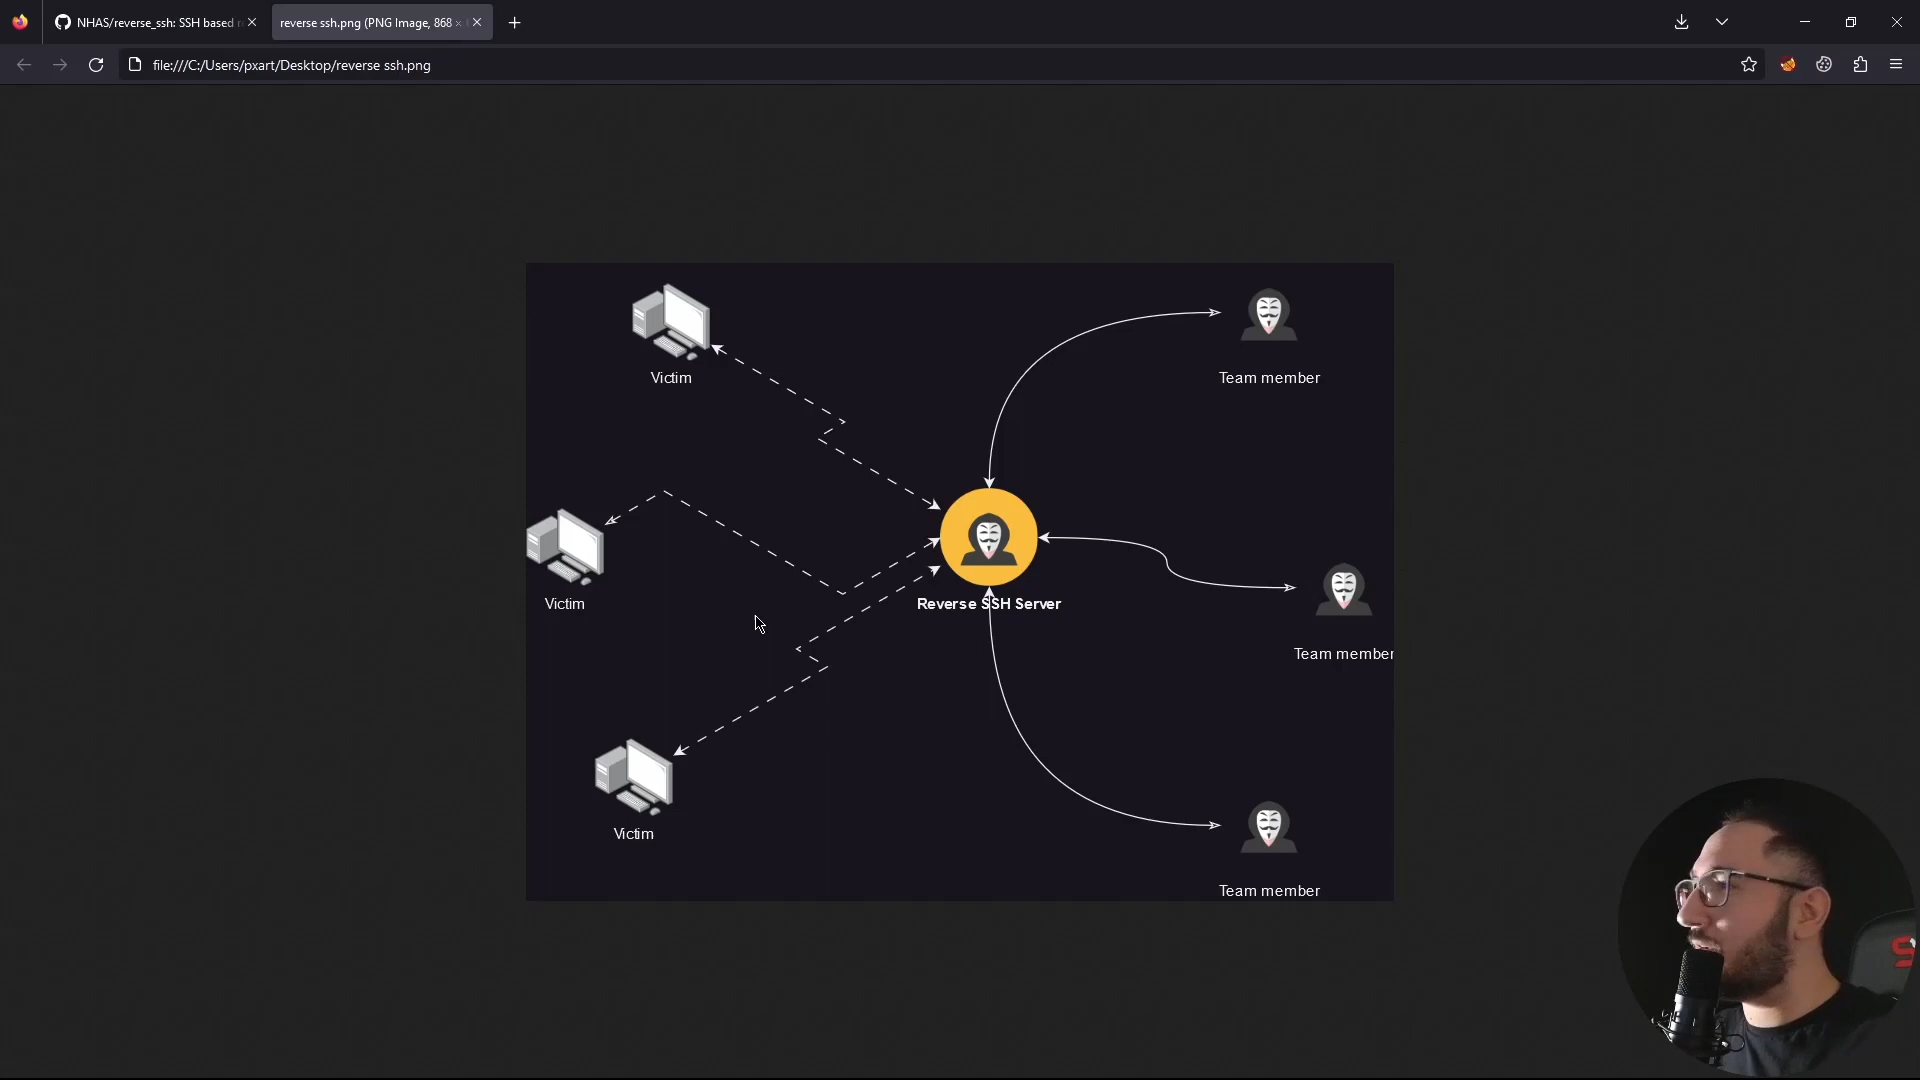 NHAS/reverse_ssh: SSH based r
reverse ssh.png (PNG Image, 868 ×
file:///C:/Users/pxart/Desktop/reverse ssh.png
Victim
Team member
Victim
Reverse SSH Server
Team member
Victim
Team member